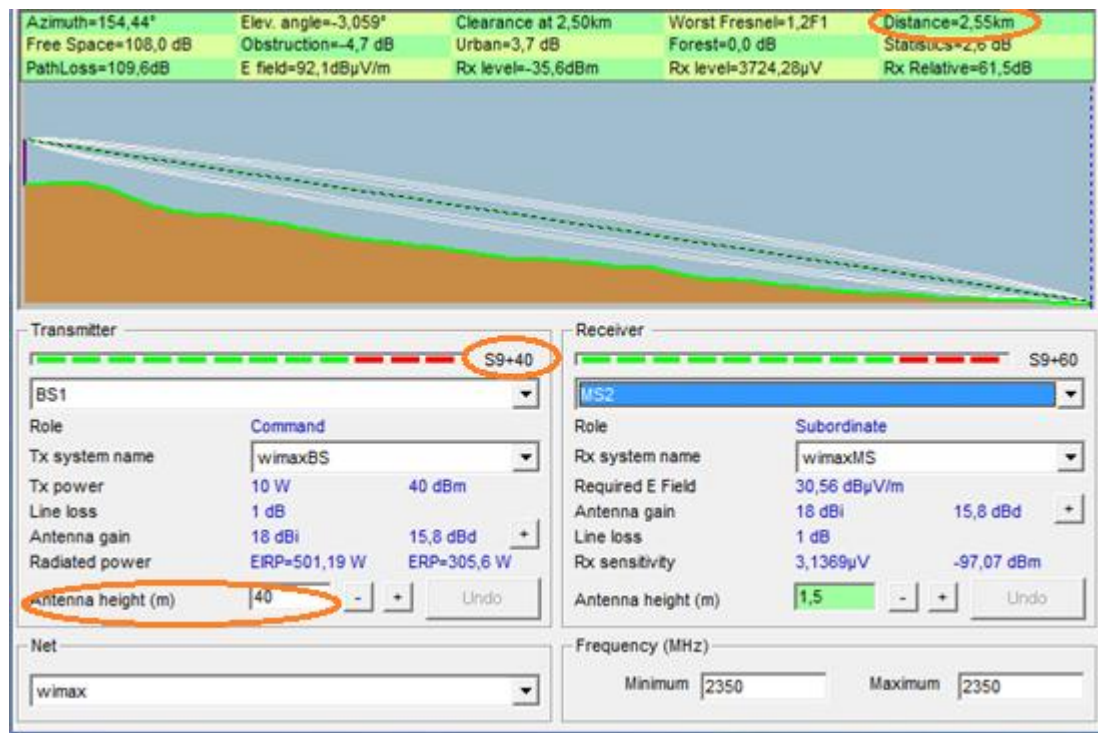 Azimuth=154,44° Elev. angle=-3,059° Clearance at 2,50km Worst Fresnel=1,2F1 Distance=2,55km
Free Space=108,0 dB Obstruction=-4,7 dB Urban=3,7 dB Forest=0,0 dB Statistics=2,6 dB
PathLoss=109,6dB E field=92,1dBµV/m Rx level=-35,6dBm Rx level=3724,28µV Rx Relative=61,5dB
Transmitter
S9+40
BS1
Role Command
Tx system name wimaxBS
Tx power 10 W 40 dBm
Line loss 1 dB
Antenna gain 18 dBi 15,8 dBd +
Radiated power EIRP=501,19 W ERP=305,6 W
Antenna height (m) 40 - + Undo
Net
wimax
Receiver
S9+60
MS2
Role Subordinate
Rx system name wimaxMS
Required E Field 30,56 dBµV/m
Antenna gain 18 dBi 15,8 dBd +
Line loss 1 dB
Rx sensitivity 3,1369µV -97,07 dBm
Antenna height (m) 1,5 - + Undo
Frequency (MHz)
Minimum 2350 Maximum 2350